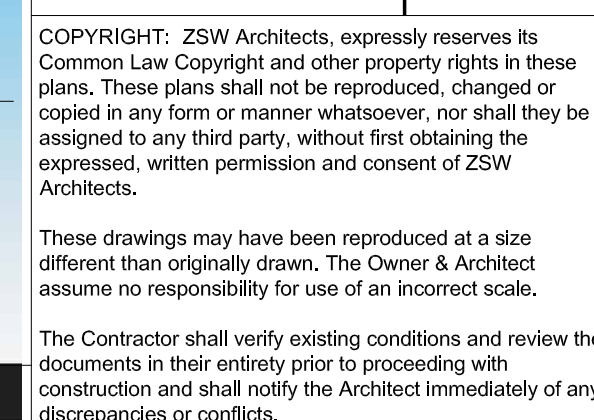 COPYRIGHT:  ZSW Architects, expressly reserves its
Common Law Copyright and other property rights in these
plans. These plans shall not be reproduced, changed or
copied in any form or manner whatsoever, nor shall they be
assigned to any third party, without first obtaining the
expressed, written permission and consent of ZSW
Architects.
These drawings may have been reproduced at a size
different than originally drawn. The Owner & Architect
assume no responsibility for use of an incorrect scale.
The Contractor shall verify existing conditions and review the
documents in their entirety prior to proceeding with
construction and shall notify the Architect immediately of any
discrepancies or conflicts.